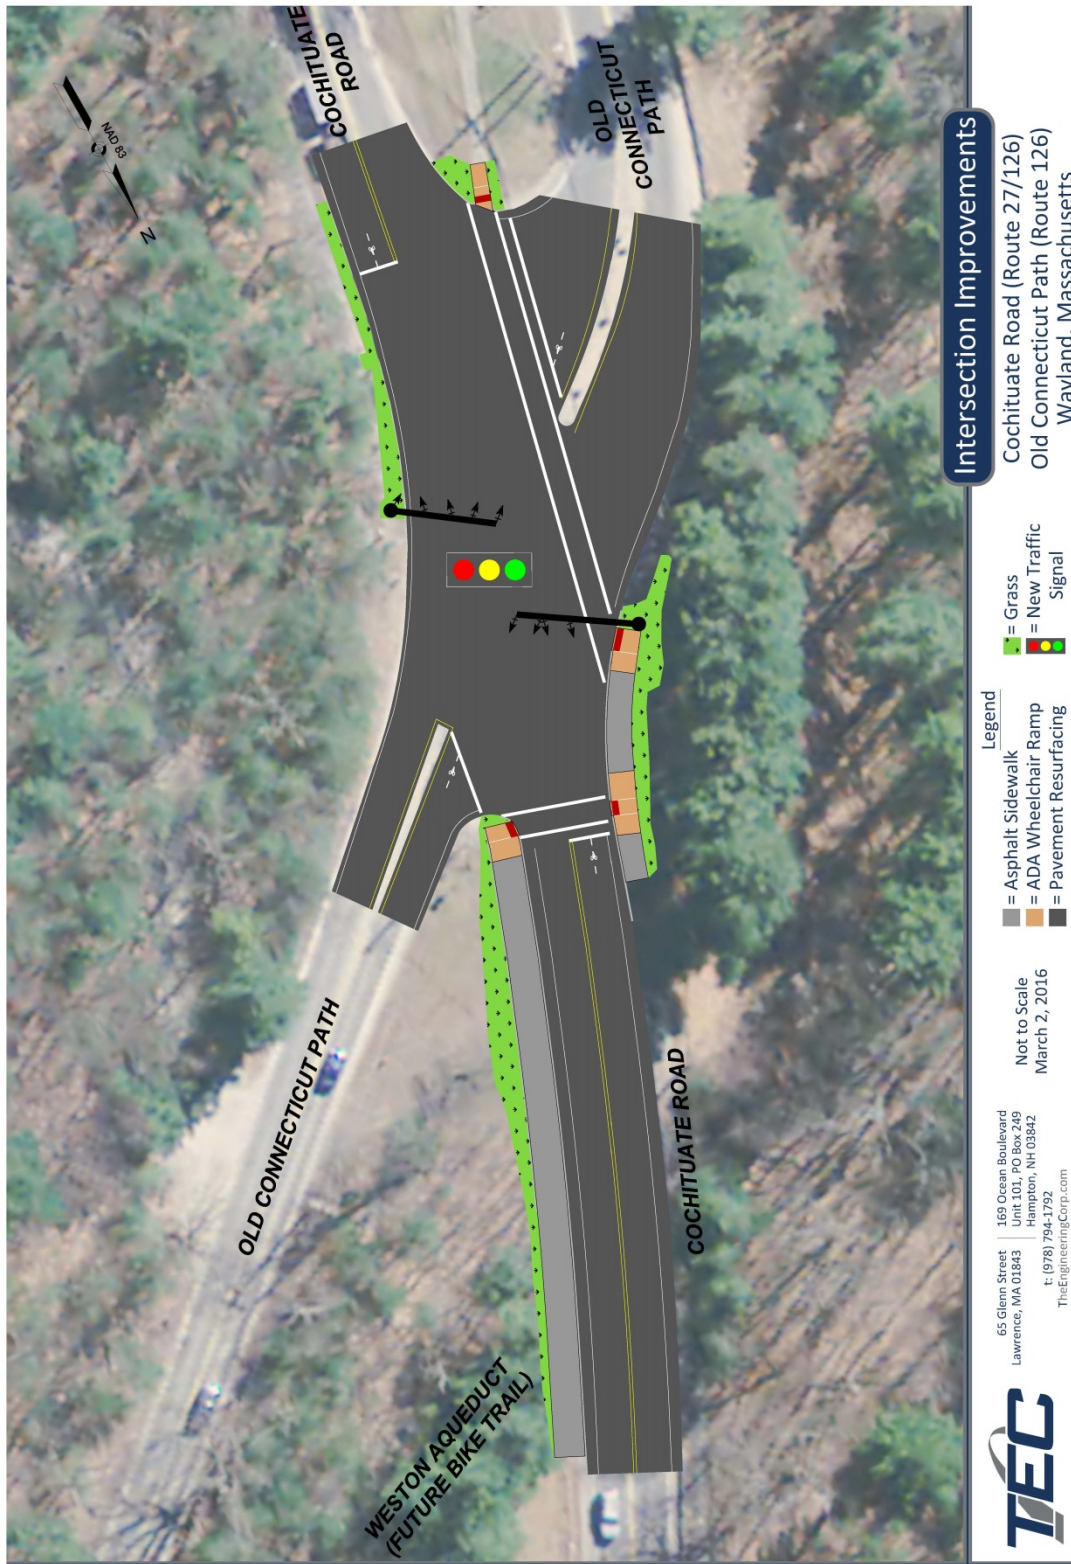 COCHITUATE
ROAD
OLD
CONNECTICUT
PATH
NAD 83
N
OLD CONNECTICUT PATH
COCHITUATE ROAD
WESTON AQUEDUCT
(FUTURE BIKE TRAIL)
Intersection Improvements
Cochituate Road (Route 27/126)
Old Connecticut Path (Route 126)
Wayland, Massachusetts
Legend
= Asphalt Sidewalk
= ADA Wheelchair Ramp
= Pavement Resurfacing
= Grass
= New Traffic
Signal
Not to Scale
March 2, 2016
TEC
65 Glenn Street
Lawrence, MA 01843
169 Ocean Boulevard
Unit 101, PO Box 249
Hampton, NH 03842
t: (978) 794-1792
TheEngineeringCorp.com